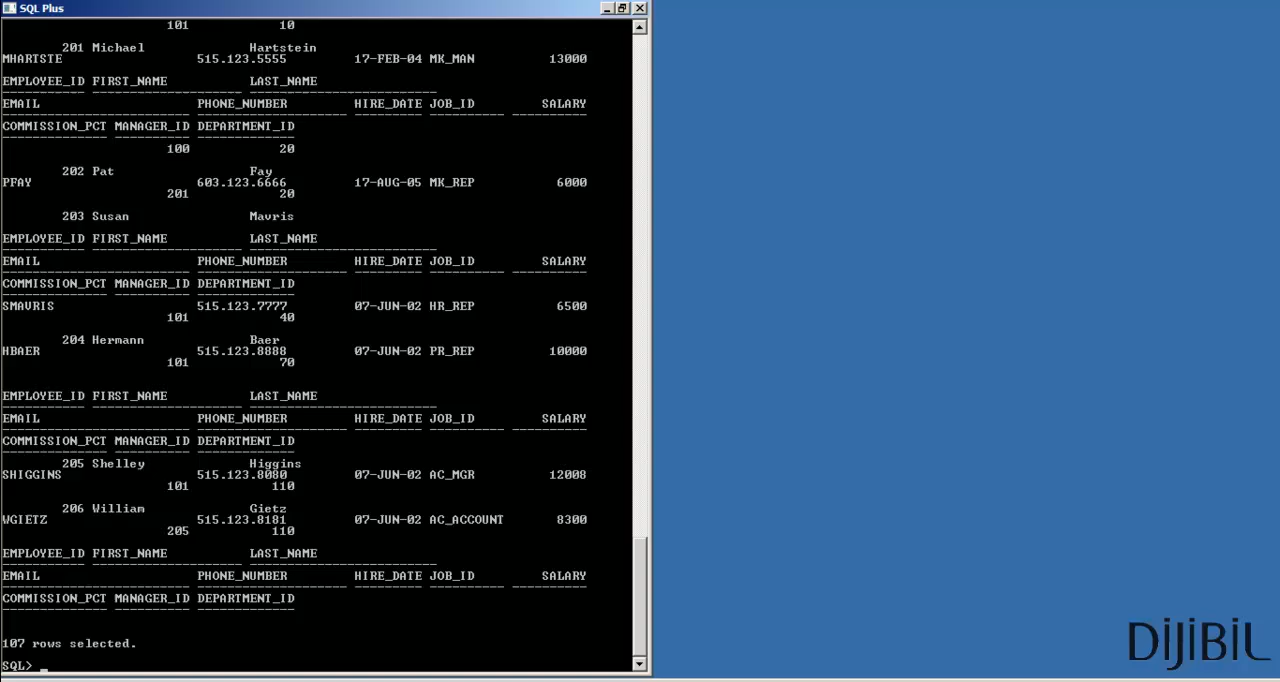 SQL Plus
101 10
201 Michael Hartstein
MHARTSTE 515.123.5555 17-FEB-04 MK_MAN 13000
EMPLOYEE_ID FIRST_NAME LAST_NAME
EMAIL PHONE_NUMBER HIRE_DATE JOB_ID SALARY
COMMISSION_PCT MANAGER_ID DEPARTMENT_ID
100 20
202 Pat Fay
PFAY 603.123.6666 17-AUG-05 MK_REP 6000
201 20
203 Susan Mavris
EMPLOYEE_ID FIRST_NAME LAST_NAME
EMAIL PHONE_NUMBER HIRE_DATE JOB_ID SALARY
COMMISSION_PCT MANAGER_ID DEPARTMENT_ID
SMAVRIS 515.123.7777 07-JUN-02 HR_REP 6500
101 40
204 Hermann Baer
HBAER 515.123.8888 07-JUN-02 PR_REP 10000
101 70
EMPLOYEE_ID FIRST_NAME LAST_NAME
EMAIL PHONE_NUMBER HIRE_DATE JOB_ID SALARY
COMMISSION_PCT MANAGER_ID DEPARTMENT_ID
205 Shelley Higgins
SHIGGINS 515.123.8080 07-JUN-02 AC_MGR 12008
101 110
206 William Gietz
WGIETZ 515.123.8181 07-JUN-02 AC_ACCOUNT 8300
205 110
EMPLOYEE_ID FIRST_NAME LAST_NAME
EMAIL PHONE_NUMBER HIRE_DATE JOB_ID SALARY
COMMISSION_PCT MANAGER_ID DEPARTMENT_ID
107 rows selected.
SQL> _
DiJiBiL